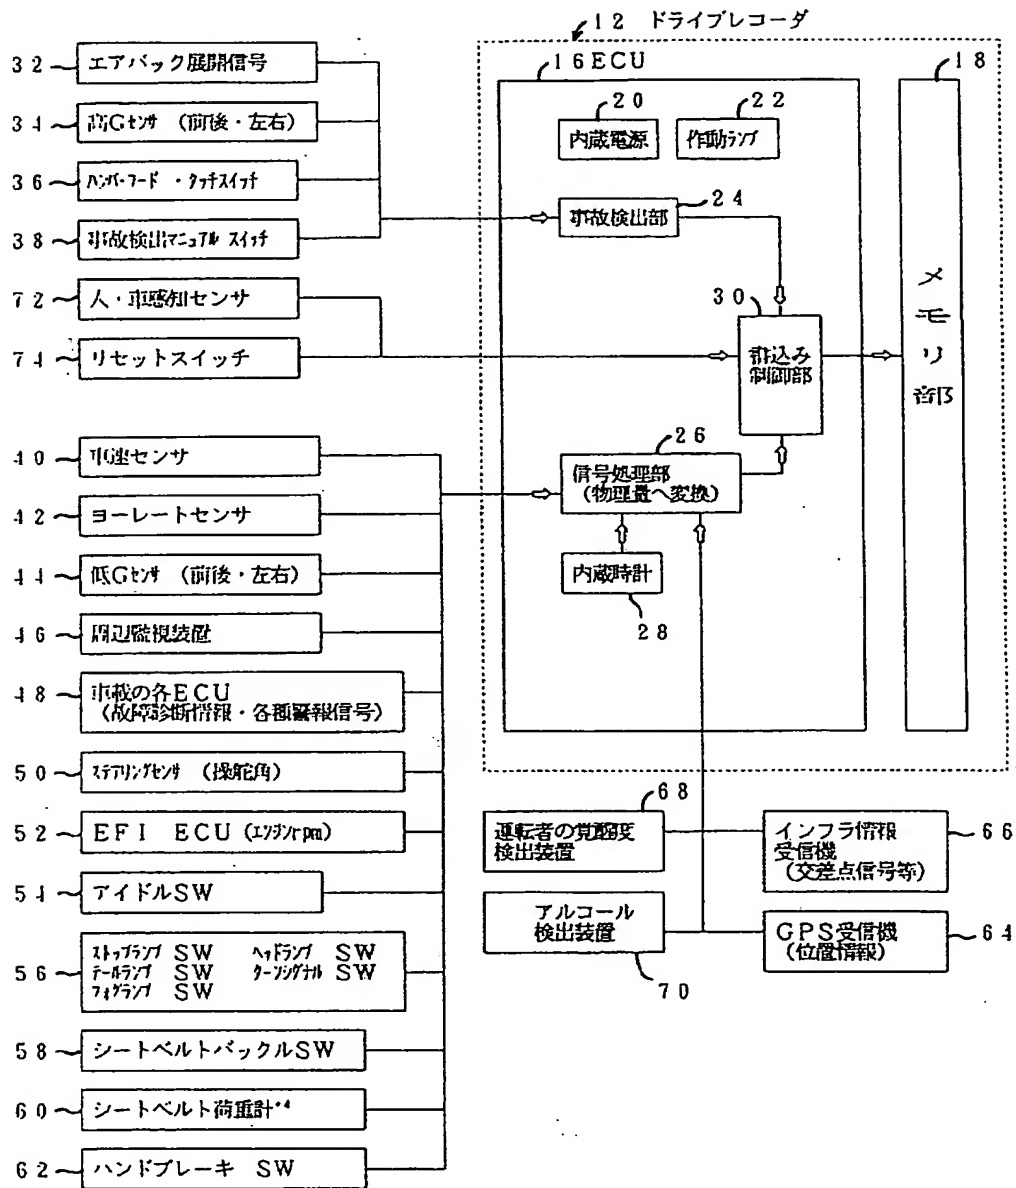 12 ドライブレコーダ
16ECU
18
20
内蔵電源
22
作動ランプ
24
事故検出部
30
書込み
制御部
メモリ部
26
信号処理部
(物理量へ変換)
内蔵時計
28
32 エアバック展開信号
34 高Gセンサ (前後・左右)
36 バンパ・フード・タッチスイッチ
38 事故検出マニュアル スイッチ
72 人・車感知センサ
74 リセットスイッチ
40 車速センサ
42 ヨーレートセンサ
44 低Gセンサ (前後・左右)
46 周辺監視装置
48 車載の各ECU
(故障診断情報・各種警報信号)
50 ステアリングセンサ (操舵角)
52 EFI ECU (エンジンrpm)
54 アイドルSW
56 ストップランプ SW ヘッドランプ SW
テールランプ SW ターンシグナル SW
フォグランプ SW
58 シートベルトバックルSW
60 シートベルト荷重計*4
62 ハンドブレーキ SW
68
運転者の覚醒度
検出装置
インフラ情報 66
受信機
(交差点信号等)
アルコール
検出装置
70
GPS受信機 64
(位置情報)